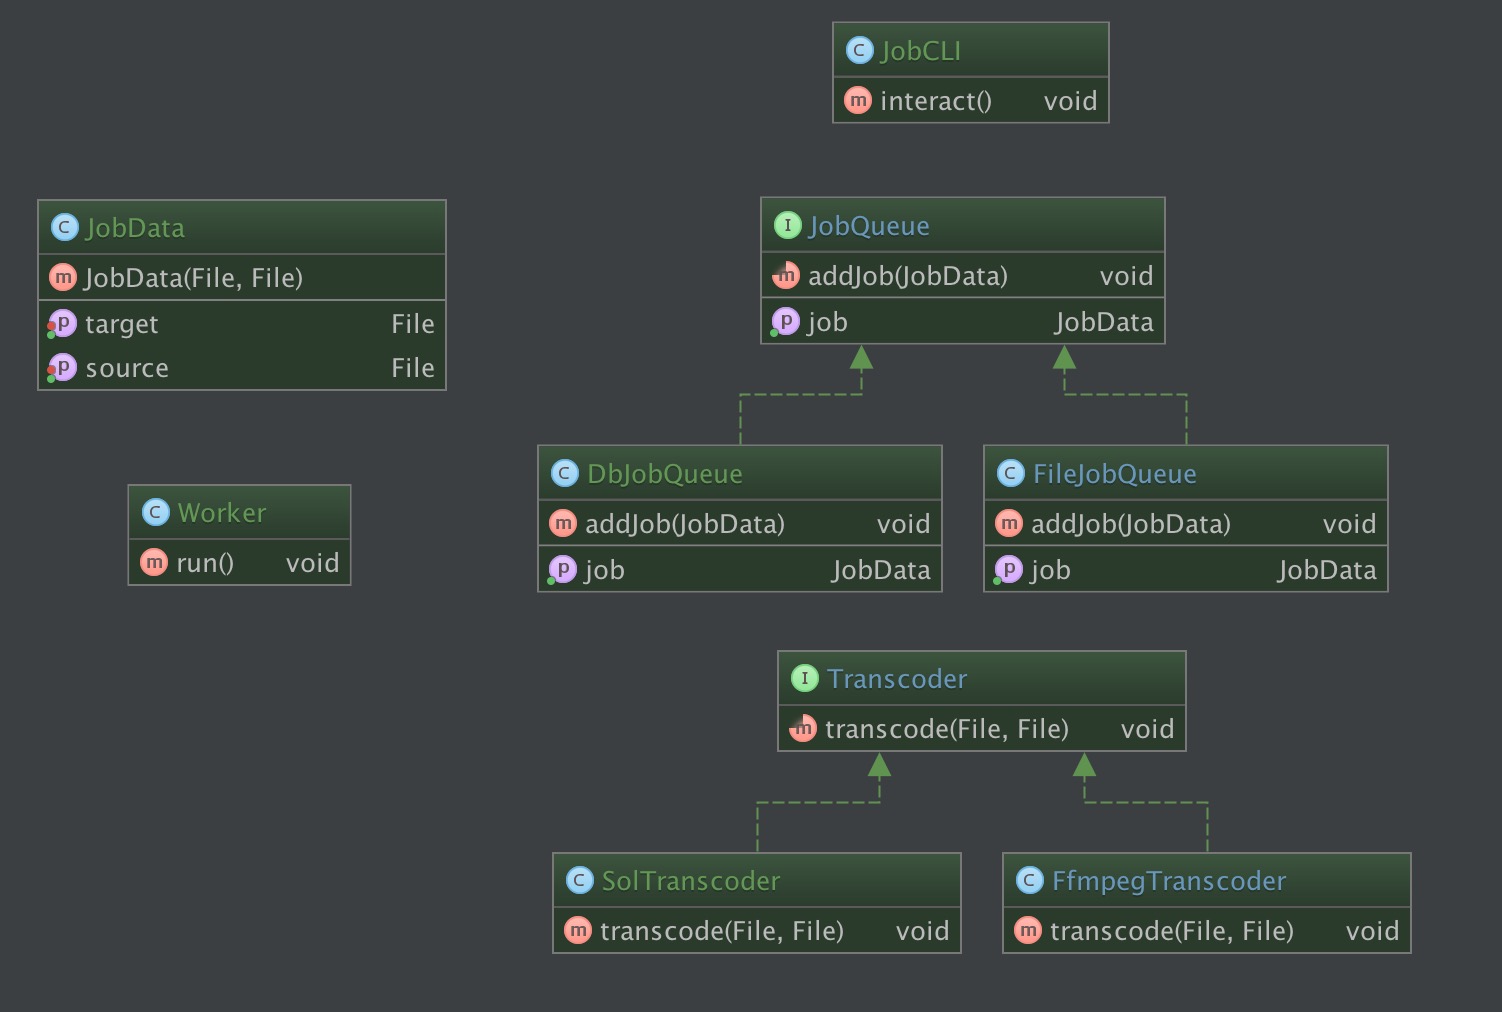 C JobCLI
m interact() void
C JobData
m JobData(File, File)
p target File
p source File
I JobQueue
m addJob(JobData) void
p job JobData
C DbJobQueue
m addJob(JobData) void
p job JobData
C FileJobQueue
m addJob(JobData) void
p job JobData
C Worker
m run() void
I Transcoder
m transcode(File, File) void
C SolTranscoder
m transcode(File, File) void
C FfmpegTranscoder
m transcode(File, File) void